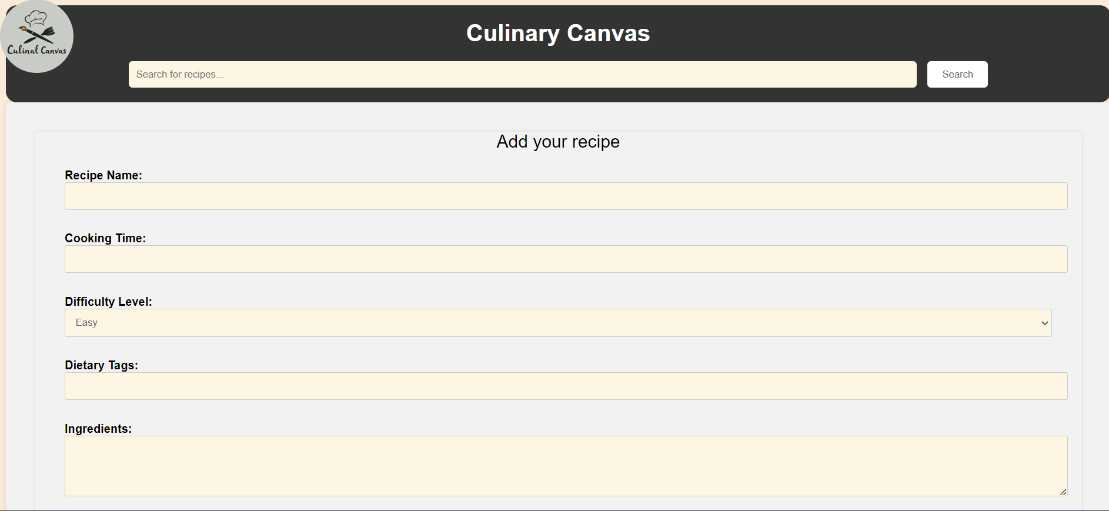 Culinary Canvas
Culinat Canvas
Search for recipes...
Search
Add your recipe
Recipe Name:
Cooking Time:
Difficulty Level:
Easy
Dietary Tags:
Ingredients: